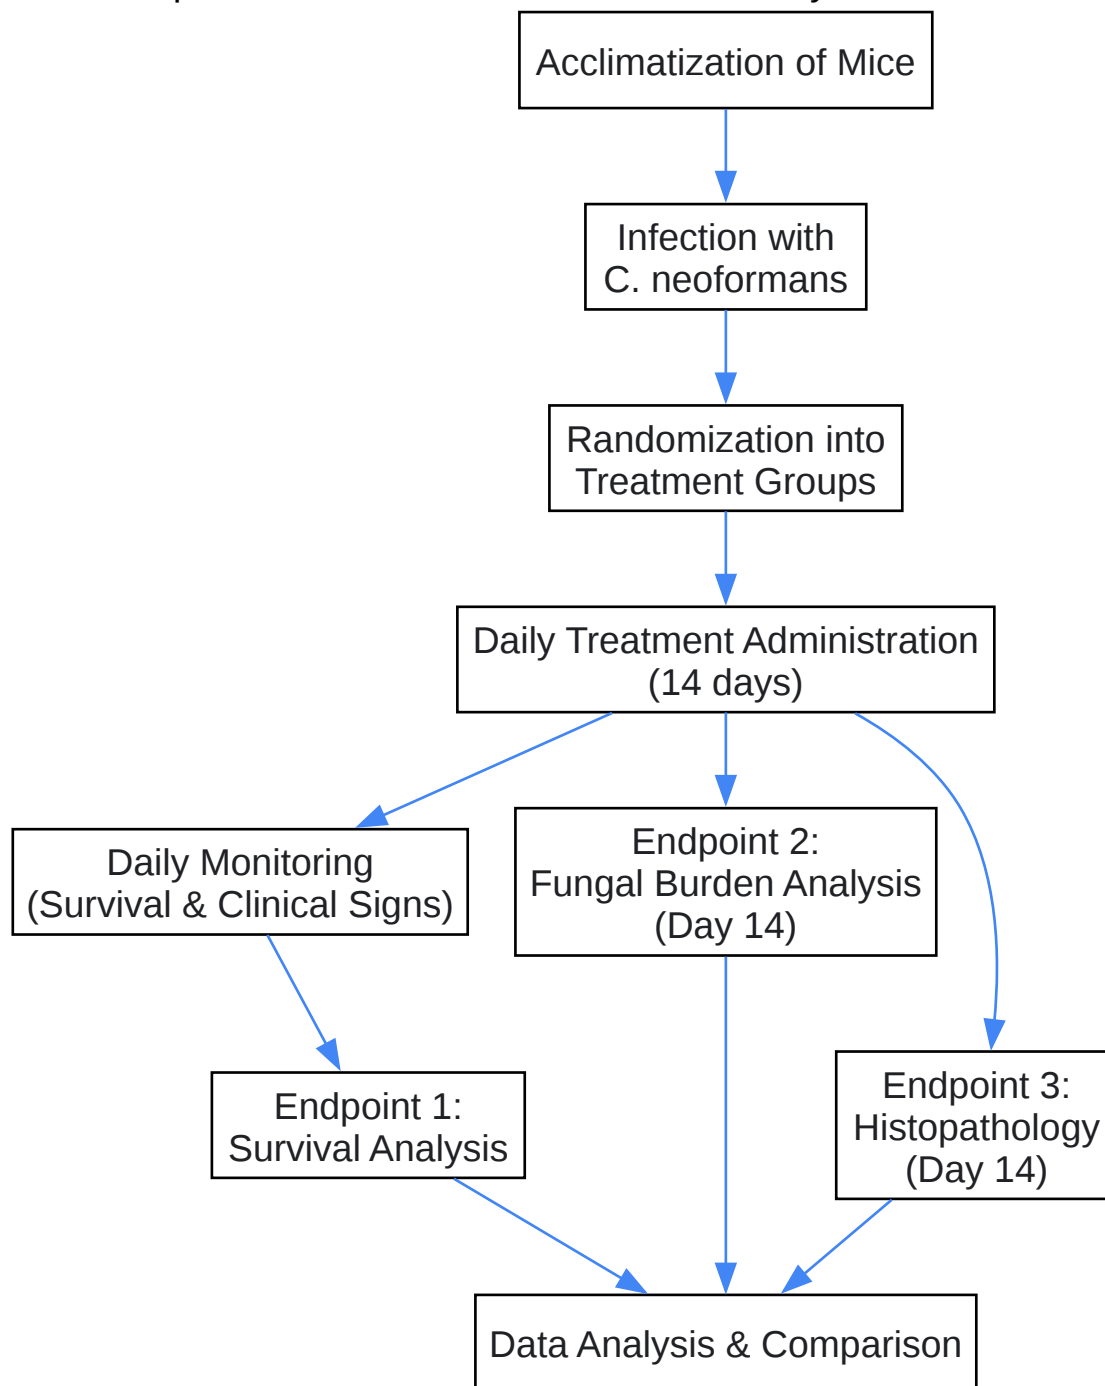 Acclimatization of Mice
Infection with
C. neoformans
Randomization into
Treatment Groups
Daily Treatment Administration
(14 days)
Daily Monitoring
(Survival & Clinical Signs)
Endpoint 2:
Fungal Burden Analysis
(Day 14)
Endpoint 1:
Survival Analysis
Endpoint 3:
Histopathology
(Day 14)
Data Analysis & Comparison